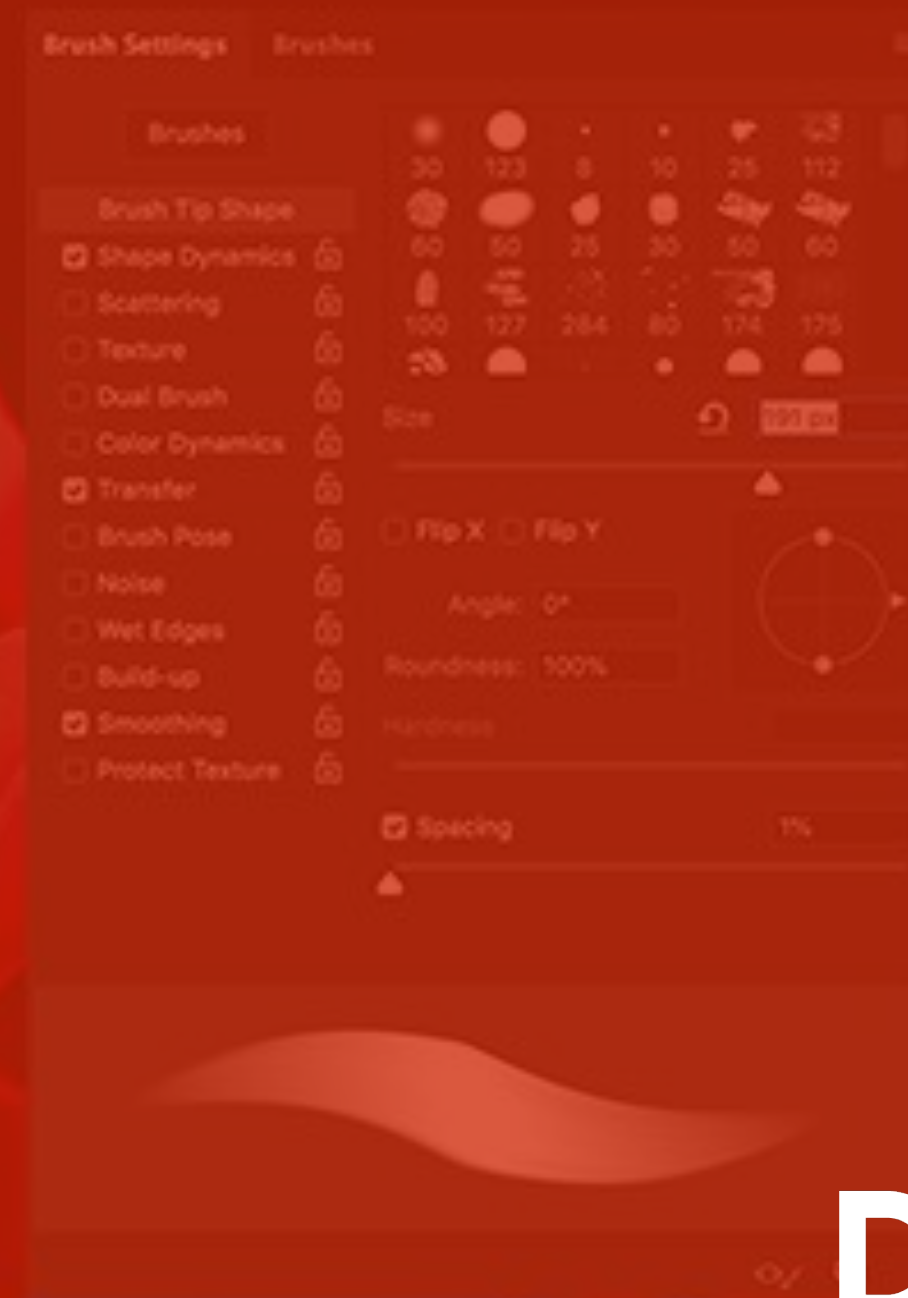 Brush Settings Brushes
Brushes
30 123 8 10 25 112
Brush Tip Shape
60 50 25 30 50 60
Shape Dynamics
Scattering
100 127 284 80 174 175
Texture
Dual Brush
Size 191 px
Color Dynamics
Transfer
Flip X Flip Y
Brush Pose
Noise
Angle: 0°
Wet Edges
Roundness: 100%
Build-up
Smoothing
Hardness
Protect Texture
Spacing 1%
D